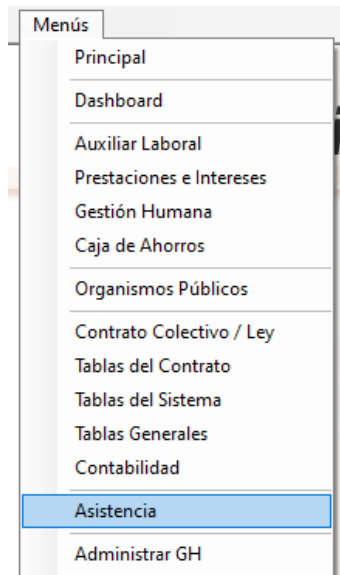 Menús
Principal
Dashboard
Auxiliar Laboral
Prestaciones e Intereses
Gestión Humana
Caja de Ahorros
Organismos Públicos
Contrato Colectivo / Ley
Tablas del Contrato
Tablas del Sistema
Tablas Generales
Contabilidad
Asistencia
Administrar GH